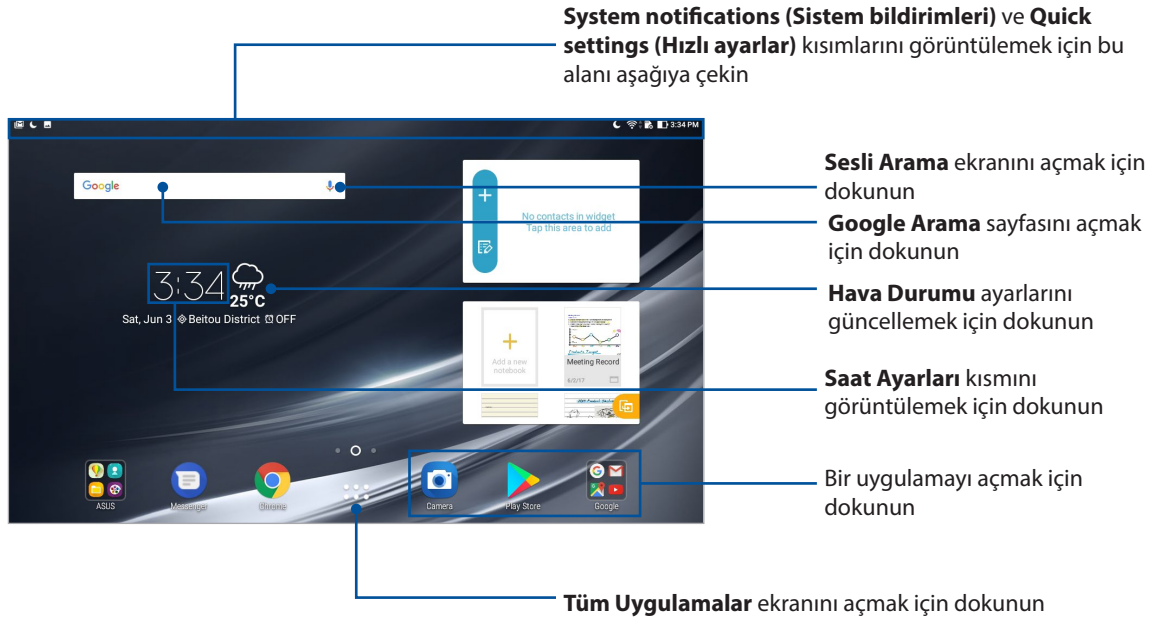 System notifications (Sistem bildirimleri) ve Quick
settings (Hızlı ayarlar) kısımlarını görüntülemek için bu
alanı aşağıya çekin
3:34 PM
Google
No contacts in widget
Tap this area to add
Sesli Arama ekranını açmak için
dokunun
Google Arama sayfasını açmak
için dokunun
3:34
25°C
Sat, Jun 3 Beitou District OFF
Hava Durumu ayarlarını
güncellemek için dokunun
Add a new
notebook
Meeting Record
6/2/17
Saat Ayarları kısmını
görüntülemek için dokunun
ASUS
Messenger
Chrome
Camera
Play Store
Google
Bir uygulamayı açmak için
dokunun
Tüm Uygulamalar ekranını açmak için dokunun